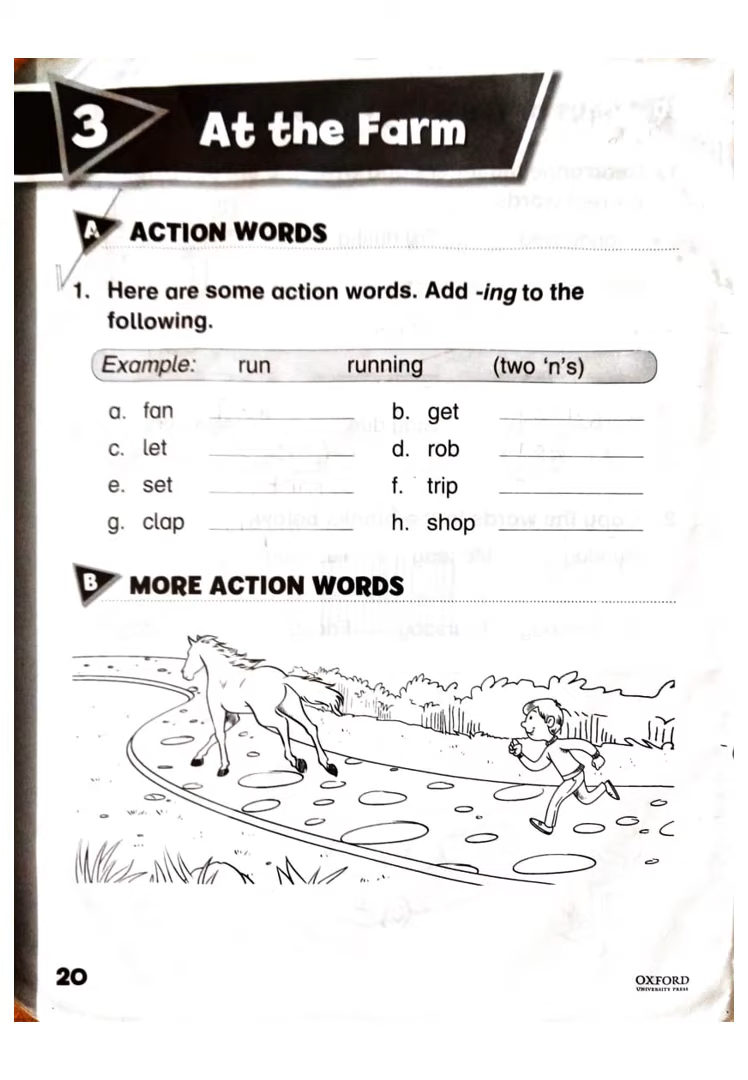 3 At the Farm
A ACTION WORDS
1. Here are some action words. Add -ing to the
following.
Example: run running (two ‘n’s)
a. fan b. get
c. let d. rob
e. set f. trip
g. clap h. shop
B MORE ACTION WORDS
20
OXFORD
UNIVERSITY PRESS